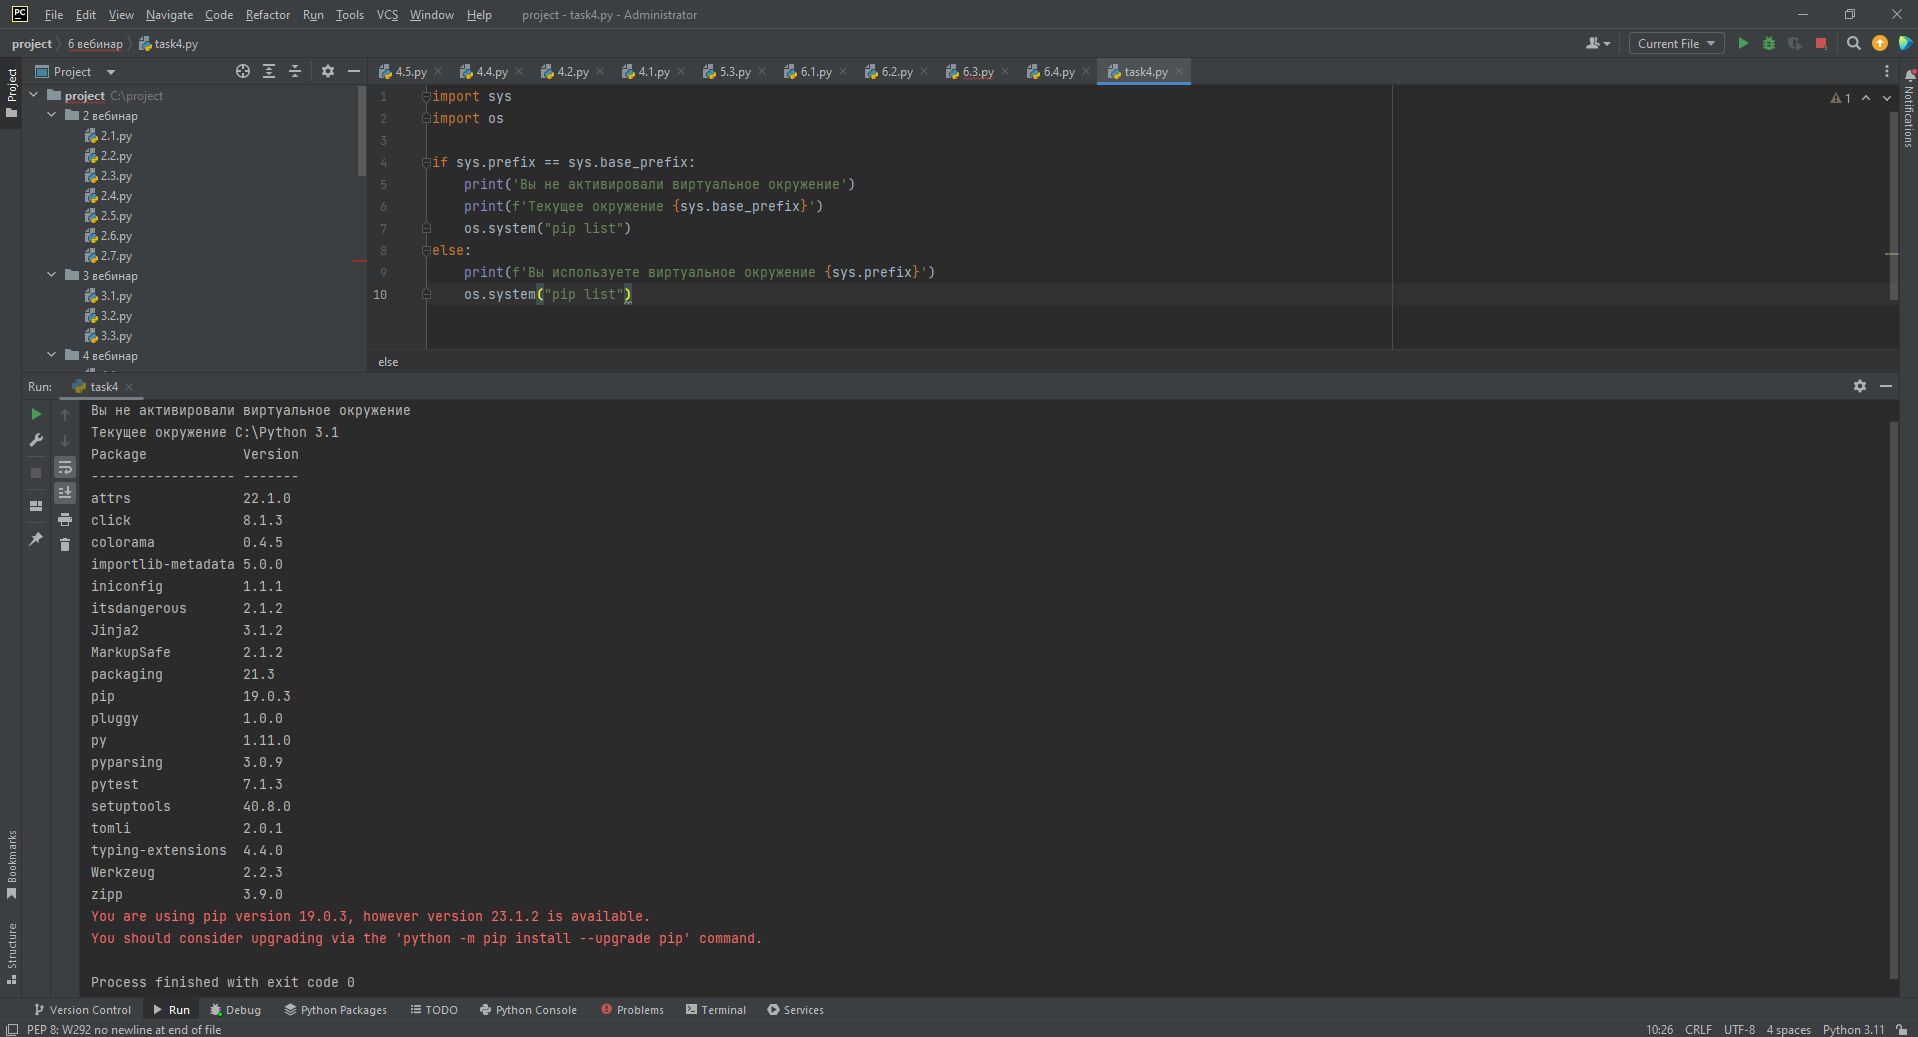 PC File Edit View Navigate Code Refactor Run Tools VCS Window Help project - task4.py - Administrator
project 6 вебинар task4.py
Current File
Project
Project
4.5.py 4.4.py 4.2.py 4.1.py 5.3.py 6.1.py 6.2.py 6.3.py 6.4.py task4.py
Notifications
project C:\project
2 вебинар
2.1.py
2.2.py
2.3.py
2.4.py
2.5.py
2.6.py
2.7.py
3 вебинар
3.1.py
3.2.py
3.3.py
4 вебинар
1 import sys
2 import os
3
4 if sys.prefix == sys.base_prefix:
5 print('Вы не активировали виртуальное окружение')
6 print(f'Текущее окружение {sys.base_prefix}')
7 os.system("pip list")
8 else:
9 print(f'Вы используете виртуальное окружение {sys.prefix}')
10 os.system("pip list")
1
else
Run: task4
Вы не активировали виртуальное окружение
Текущее окружение C:\Python 3.1
Package Version
------------------ -------
attrs 22.1.0
click 8.1.3
colorama 0.4.5
importlib-metadata 5.0.0
iniconfig 1.1.1
itsdangerous 2.1.2
Jinja2 3.1.2
MarkupSafe 2.1.2
packaging 21.3
pip 19.0.3
pluggy 1.0.0
py 1.11.0
pyparsing 3.0.9
pytest 7.1.3
setuptools 40.8.0
tomli 2.0.1
typing-extensions 4.4.0
Werkzeug 2.2.3
zipp 3.9.0
You are using pip version 19.0.3, however version 23.1.2 is available.
You should consider upgrading via the 'python -m pip install --upgrade pip' command.
Process finished with exit code 0
Bookmarks
Structure
Version Control Run Debug Python Packages TODO Python Console Problems Terminal Services
PEP 8: W292 no newline at end of file
10:26 CRLF UTF-8 4 spaces Python 3.11